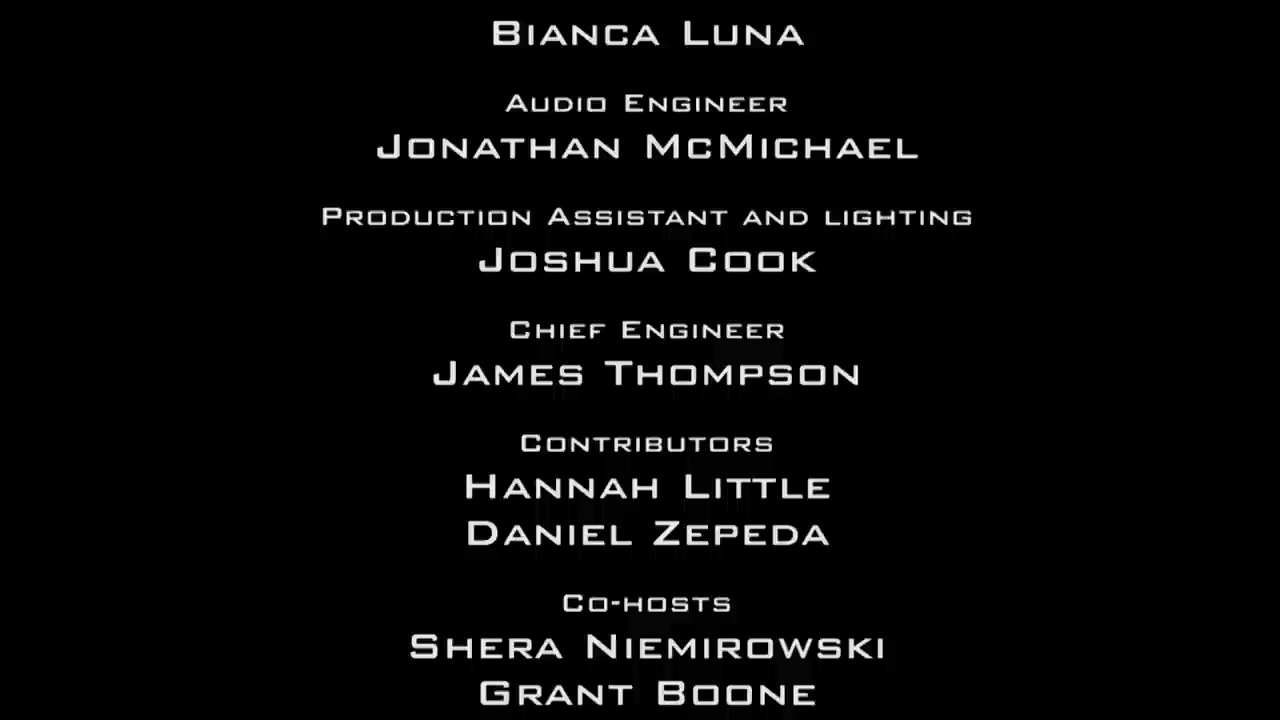 Bianca Luna
Audio Engineer
Jonathan McMichael
Production Assistant and lighting
Joshua Cook
Chief Engineer
James Thompson
Contributors
Hannah Little
Daniel Zepeda
Co-hosts
Shera Niemirowski
Grant Boone